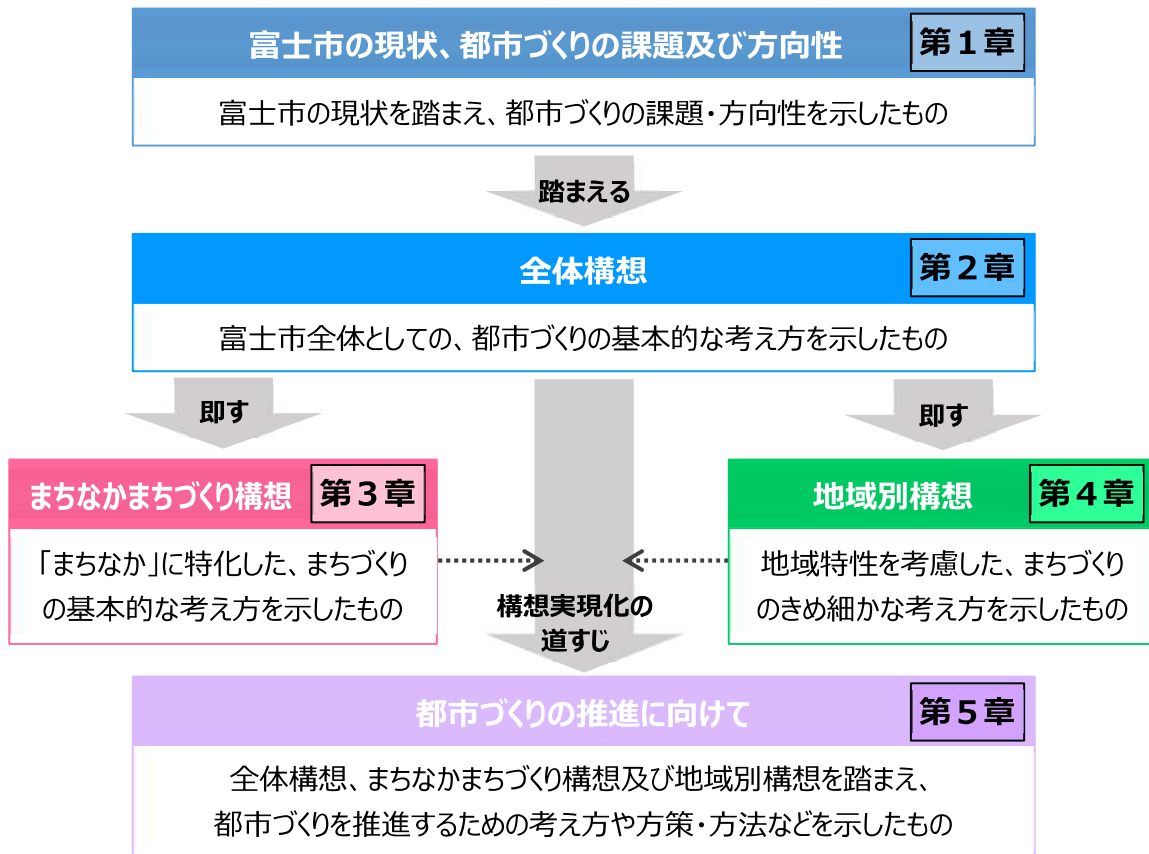 富士市の現状、都市づくりの課題及び方向性
第1章
富士市の現状を踏まえ、都市づくりの課題・方向性を示したもの
踏まえる
全体構想
第2章
富士市全体としての、都市づくりの基本的な考え方を示したもの
即す
即す
まちなかまちづくり構想
第3章
「まちなか」に特化した、まちづくり
の基本的な考え方を示したもの
地域別構想
第4章
地域特性を考慮した、まちづくり
のきめ細かな考え方を示したもの
構想実現化の
道すじ
都市づくりの推進に向けて
第5章
全体構想、まちなかまちづくり構想及び地域別構想を踏まえ、
都市づくりを推進するための考え方や方策・方法などを示したもの